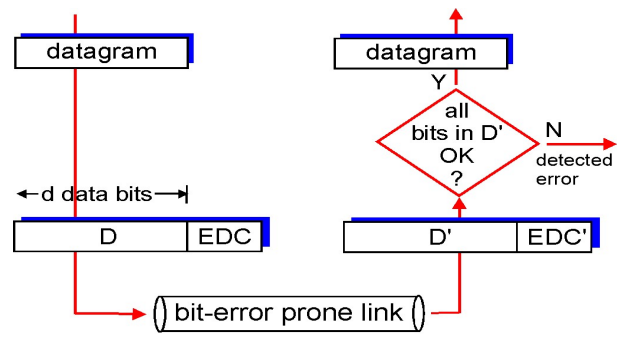 datagram
datagram
Y
all
bits in D'
OK
?
N
detected
error
d data bits
D
EDC
D'
EDC'
bit-error prone link